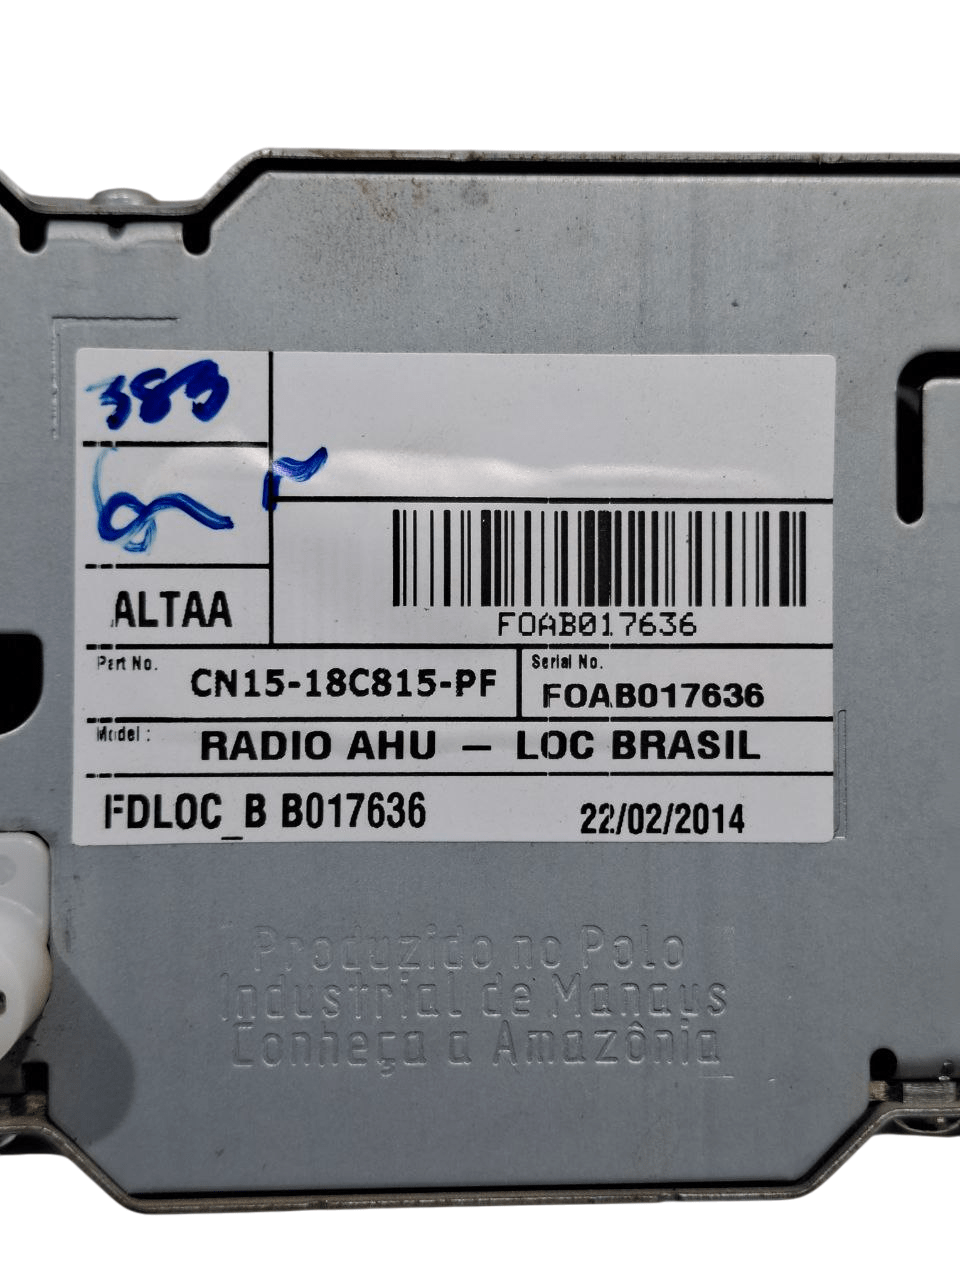 383
FOAB017636
ALTAA
Part No.
CN15-18C815-PF
Serial No.
FOAB017636
Model :
RADIO AHU – LOC BRASIL
FDLOC_B B017636
22/02/2014
Produzido no Polo
Industrial de Manaus
Conheça a Amazônia